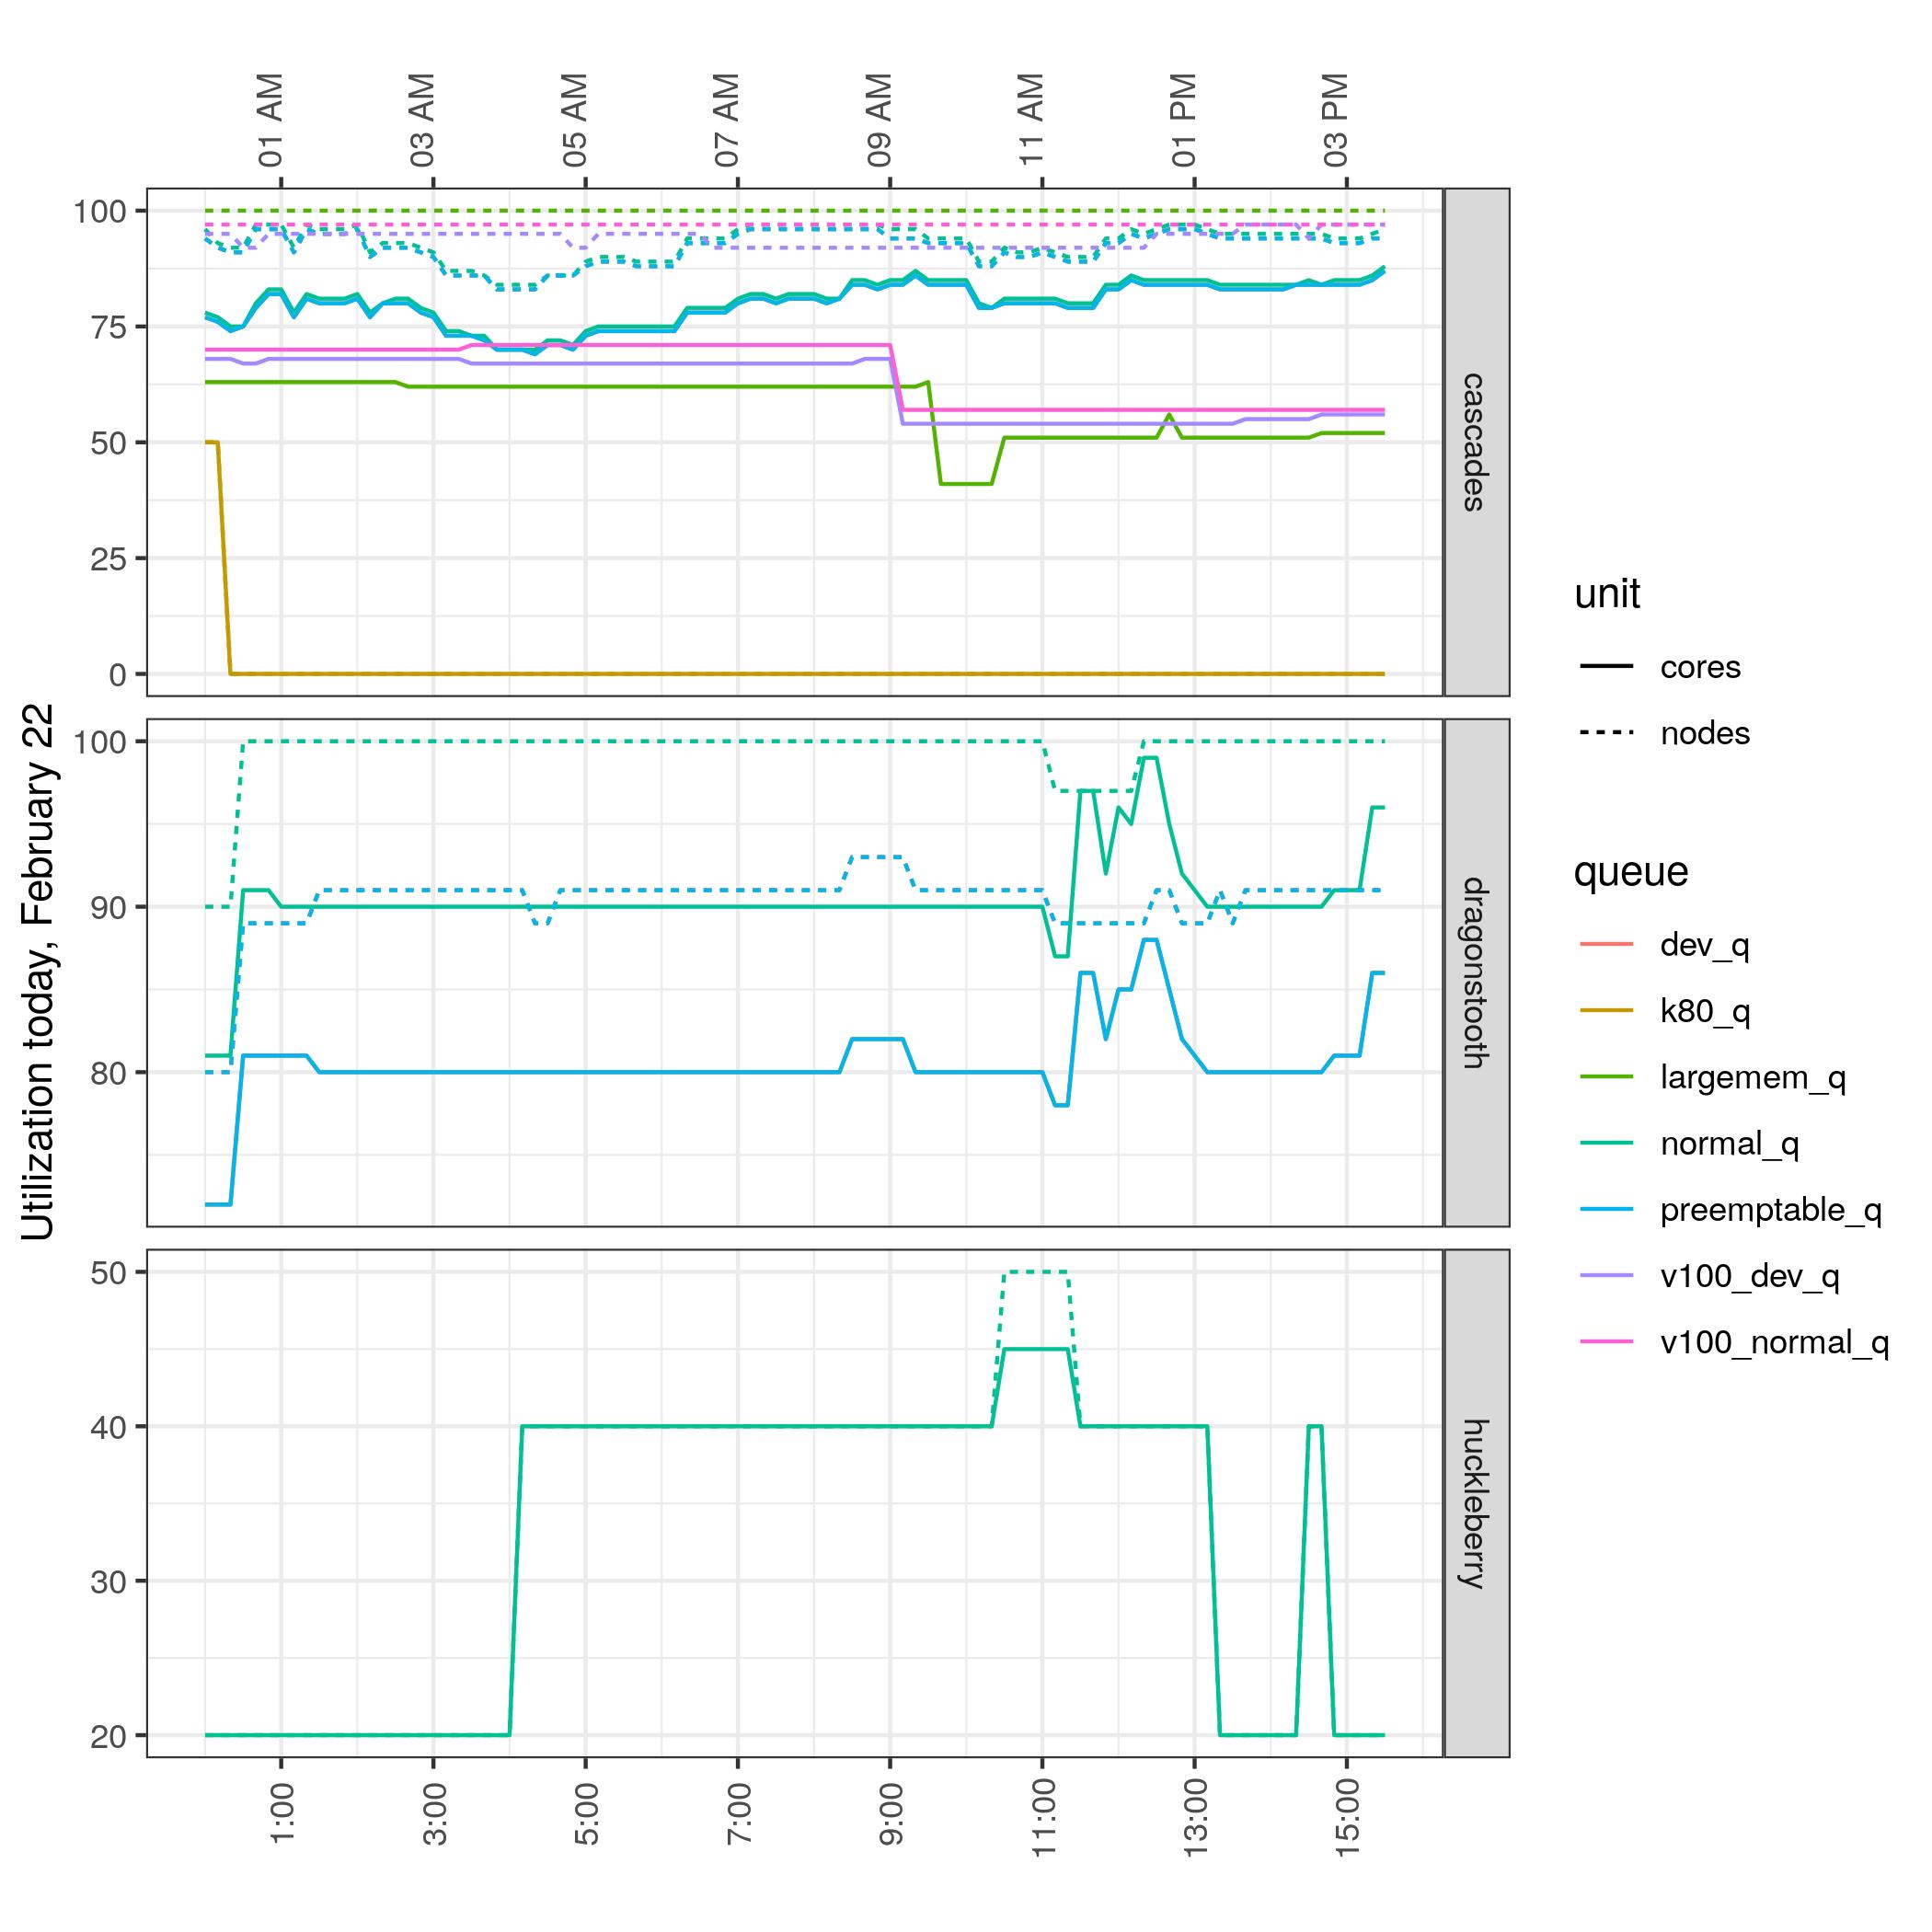 01 AM
03 AM
05 AM
07 AM
09 AM
11 AM
01 PM
03 PM
Utilization today, February 22
100
75
50
25
0
cascades
100
90
80
dragonstooth
50
40
30
20
huckleberry
1:00
3:00
5:00
7:00
9:00
11:00
13:00
15:00
unit
cores
nodes
queue
dev_q
k80_q
largemem_q
normal_q
preemptable_q
v100_dev_q
v100_normal_q